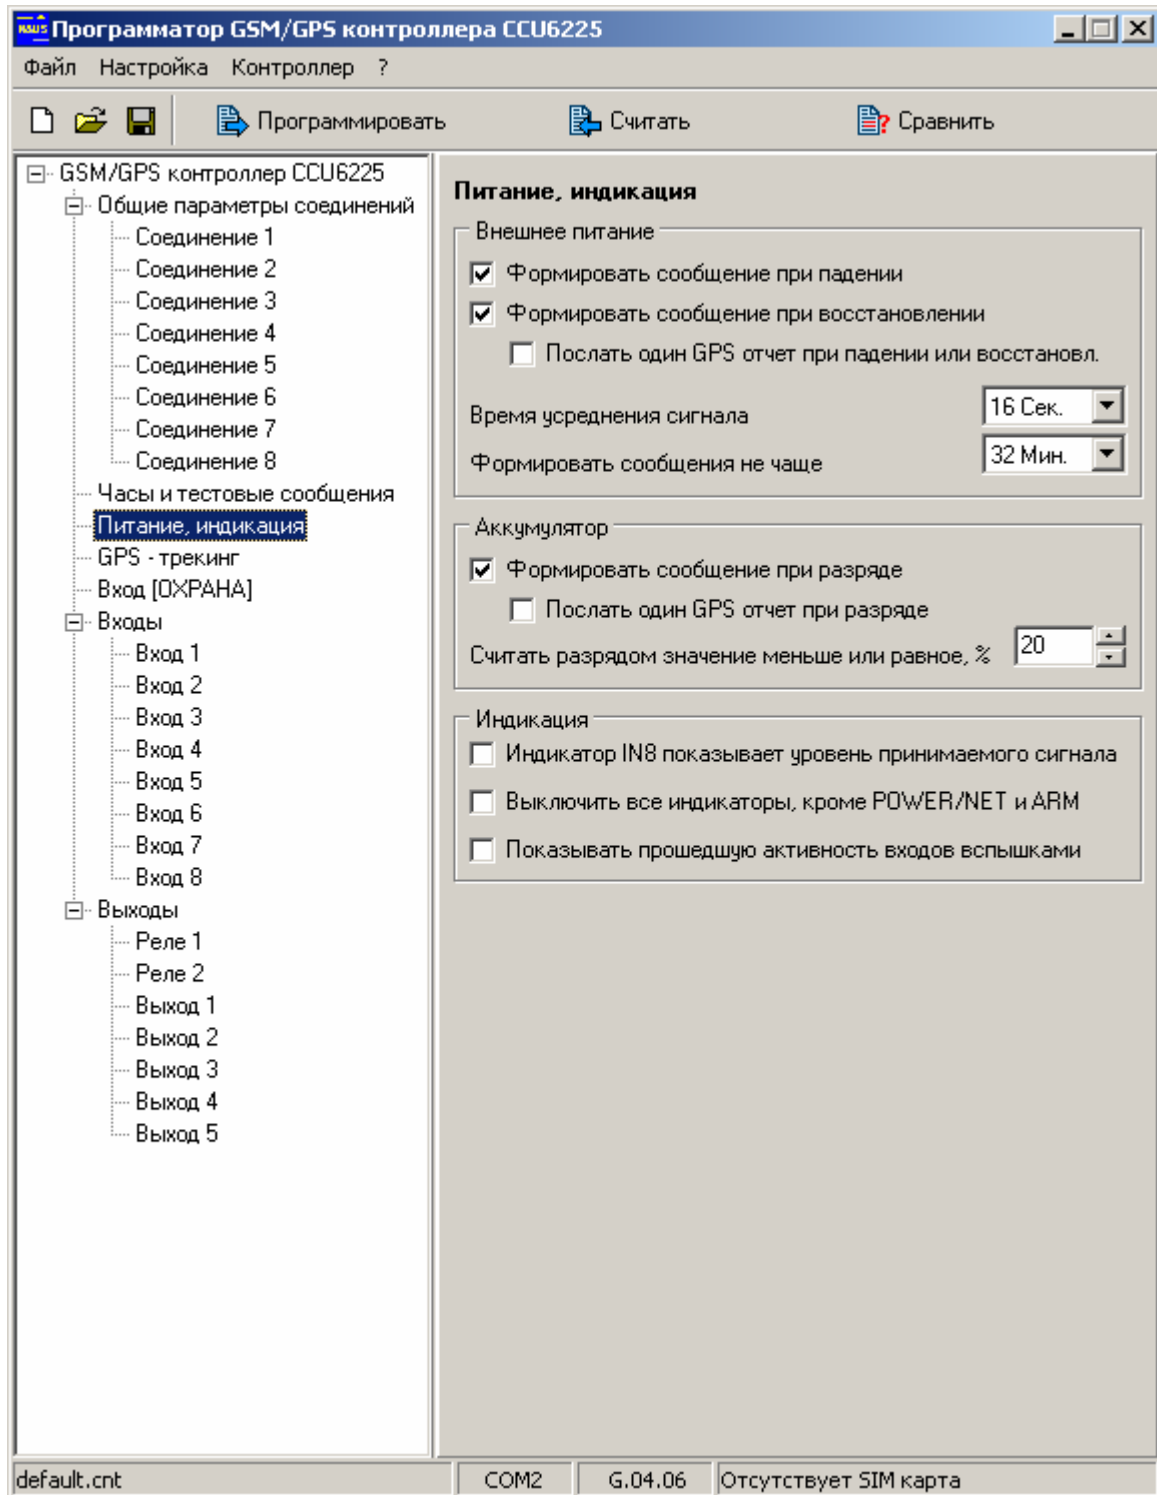 Программатор GSM/GPS контроллера CCU6225
Файл Настройка Контроллер ?
Программировать Считать Сравнить
GSM/GPS контроллер CCU6225
Общие параметры соединений
Соединение 1
Соединение 2
Соединение 3
Соединение 4
Соединение 5
Соединение 6
Соединение 7
Соединение 8
Часы и тестовые сообщения
Питание, индикация
GPS - трекинг
Вход [ОХРАНА]
Входы
Вход 1
Вход 2
Вход 3
Вход 4
Вход 5
Вход 6
Вход 7
Вход 8
Выходы
Реле 1
Реле 2
Выход 1
Выход 2
Выход 3
Выход 4
Выход 5
Питание, индикация
Внешнее питание
Формировать сообщение при падении
Формировать сообщение при восстановлении
Послать один GPS отчет при падении или восстановл.
Время усреднения сигнала 16 Сек.
Формировать сообщения не чаще 32 Мин.
Аккумулятор
Формировать сообщение при разряде
Послать один GPS отчет при разряде
Считать разрядом значение меньше или равное, % 20
Индикация
Индикатор IN8 показывает уровень принимаемого сигнала
Выключить все индикаторы, кроме POWER/NET и ARM
Показывать прошедшую активность входов вспышками
default.cnt COM2 G.04.06 Отсутствует SIM карта